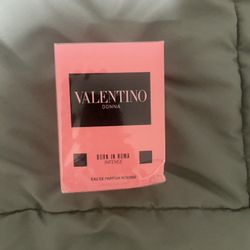 VALENTINO
DONNA
BORN IN ROMA
INTENSE
EAU DE PARFUM INTENSE